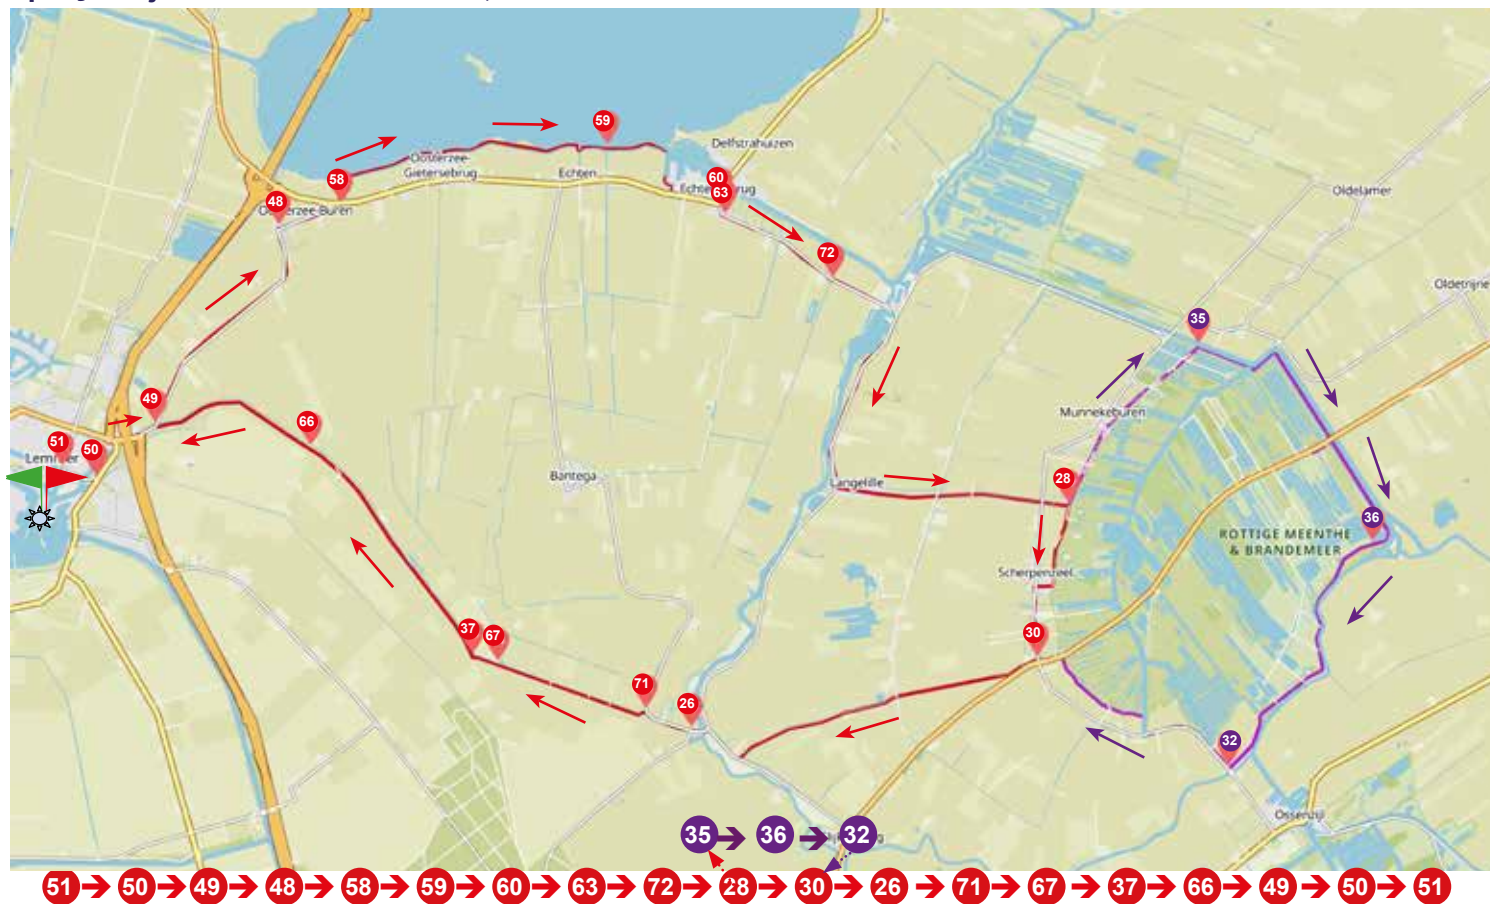 59
Delfstrahuizen
Oosterzee-
Gietersebrug
Echten
58
60
63
48
Oldelamer
72
Oldetrijne
35
49
Munnekeburen
66
51
50
Lemmer
Bantega
Langelille
28
36
ROTTIGE MEENTHE
& BRANDEMEER
Scherpenzeel
30
37
67
71
26
32
Ossenzijl
35 36 32
51 50 49 48 58 59 60 63 72 28 30 26 71 67 37 66 49 50 51